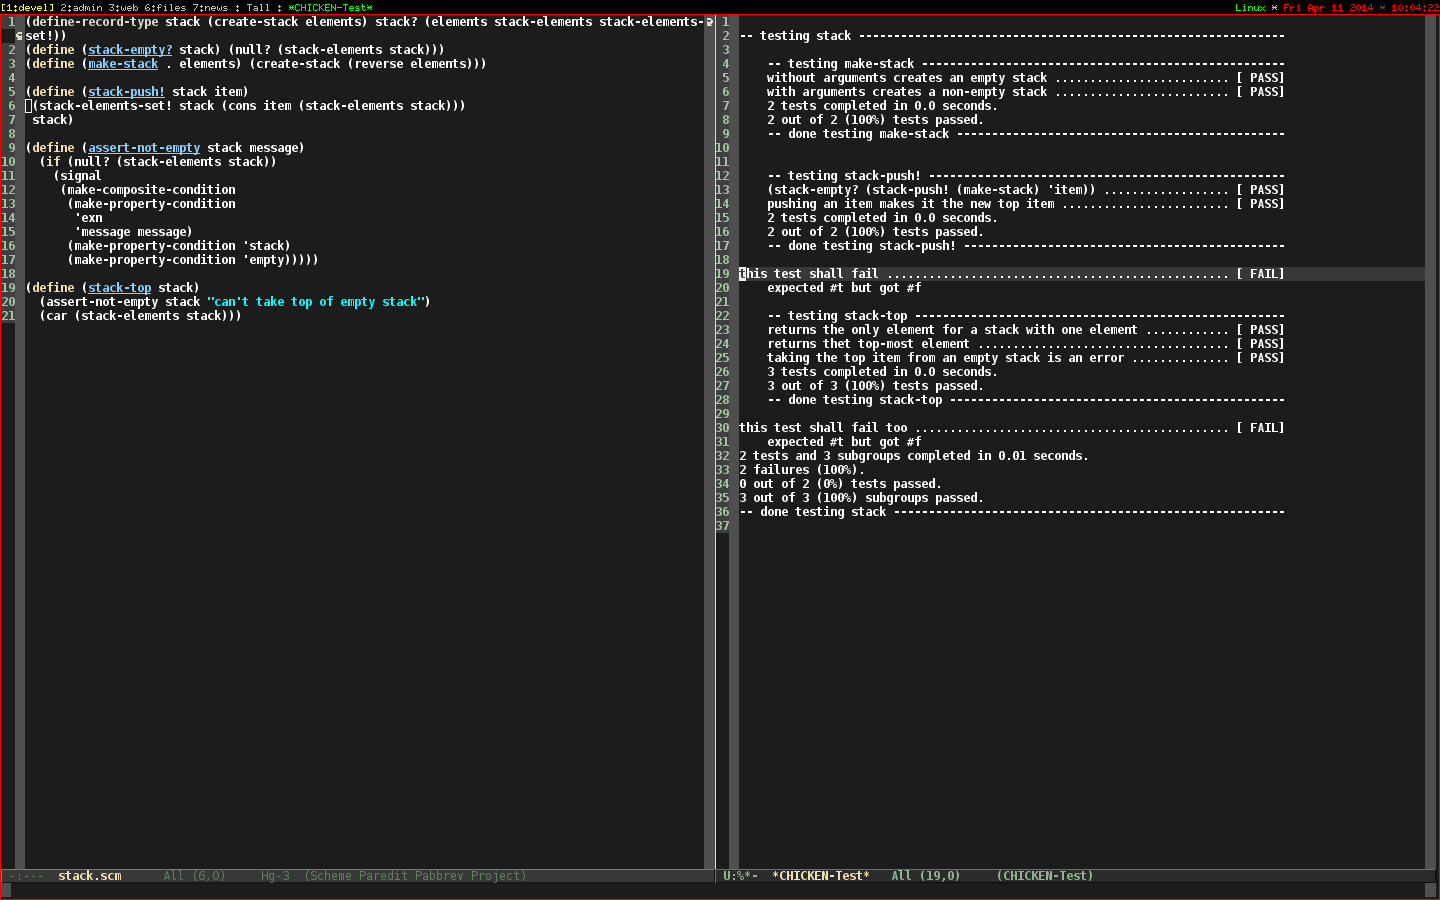 [1:devel] 2:admin 3:web 6:files 7:news : Tall : *CHICKEN-Test*
Linux * Fri Apr 11 2014 * 10:04:22
1 (define-record-type stack (create-stack elements) stack? (elements stack-elements stack-elements-
set!))
2 (define (stack-empty? stack) (null? (stack-elements stack)))
3 (define (make-stack . elements) (create-stack (reverse elements)))
4
5 (define (stack-push! stack item)
6 (stack-elements-set! stack (cons item (stack-elements stack)))
7 stack)
8
9 (define (assert-not-empty stack message)
10 (if (null? (stack-elements stack))
11 (signal
12 (make-composite-condition
13 (make-property-condition
14 'exn
15 'message message)
16 (make-property-condition 'stack)
17 (make-property-condition 'empty)))))
18
19 (define (stack-top stack)
20 (assert-not-empty stack "can't take top of empty stack")
21 (car (stack-elements stack)))
-:--- stack.scm All (6,0) Hg-3 (Scheme Paredit Pabbrev Project)
1
2 -- testing stack -------------------------------------------------------------
3
4 -- testing make-stack ----------------------------------------------------
5 without arguments creates an empty stack ......................... [ PASS]
6 with arguments creates a non-empty stack ......................... [ PASS]
7 2 tests completed in 0.0 seconds.
8 2 out of 2 (100%) tests passed.
9 -- done testing make-stack -----------------------------------------------
10
11
12 -- testing stack-push! ---------------------------------------------------
13 (stack-empty? (stack-push! (make-stack) 'item)) .................. [ PASS]
14 pushing an item makes it the new top item ........................ [ PASS]
15 2 tests completed in 0.0 seconds.
16 2 out of 2 (100%) tests passed.
17 -- done testing stack-push! ----------------------------------------------
18
19 this test shall fail ................................................. [ FAIL]
20 expected #t but got #f
21
22 -- testing stack-top -----------------------------------------------------
23 returns the only element for a stack with one element ............ [ PASS]
24 returns thet top-most element .................................... [ PASS]
25 taking the top item from an empty stack is an error .............. [ PASS]
26 3 tests completed in 0.0 seconds.
27 3 out of 3 (100%) tests passed.
28 -- done testing stack-top ------------------------------------------------
29
30 this test shall fail too ............................................. [ FAIL]
31 expected #t but got #f
32 2 tests and 3 subgroups completed in 0.01 seconds.
33 2 failures (100%).
34 0 out of 2 (0%) tests passed.
35 3 out of 3 (100%) subgroups passed.
36 -- done testing stack --------------------------------------------------------
37
U:%*- *CHICKEN-Test* All (19,0) (CHICKEN-Test)